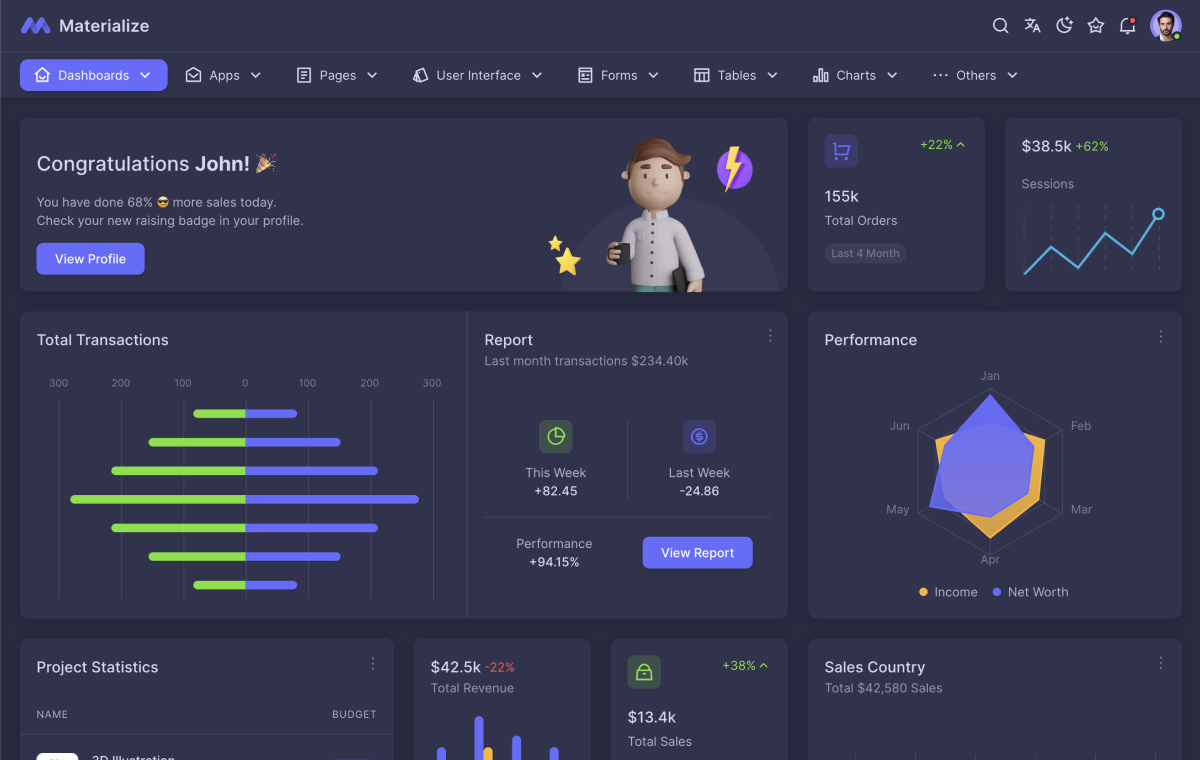 Materialize
Dashboards
Apps
Pages
User Interface
Forms
Tables
Charts
Others
Congratulations John! 🎉
You have done 68% 😎 more sales today.
Check your new raising badge in your profile.
View Profile
+22%
155k
Total Orders
Last 4 Month
$38.5k +62%
Sessions
Total Transactions
300 200 100 0 100 200 300
Report
Last month transactions $234.40k
This Week
+82.45
Last Week
-24.86
Performance
+94.15%
View Report
Performance
Jan
Feb
Mar
Apr
May
Jun
Income
Net Worth
Project Statistics
NAME BUDGET
3D Illustration
$42.5k -22%
Total Revenue
+38%
$13.4k
Total Sales
Sales Country
Total $42,580 Sales